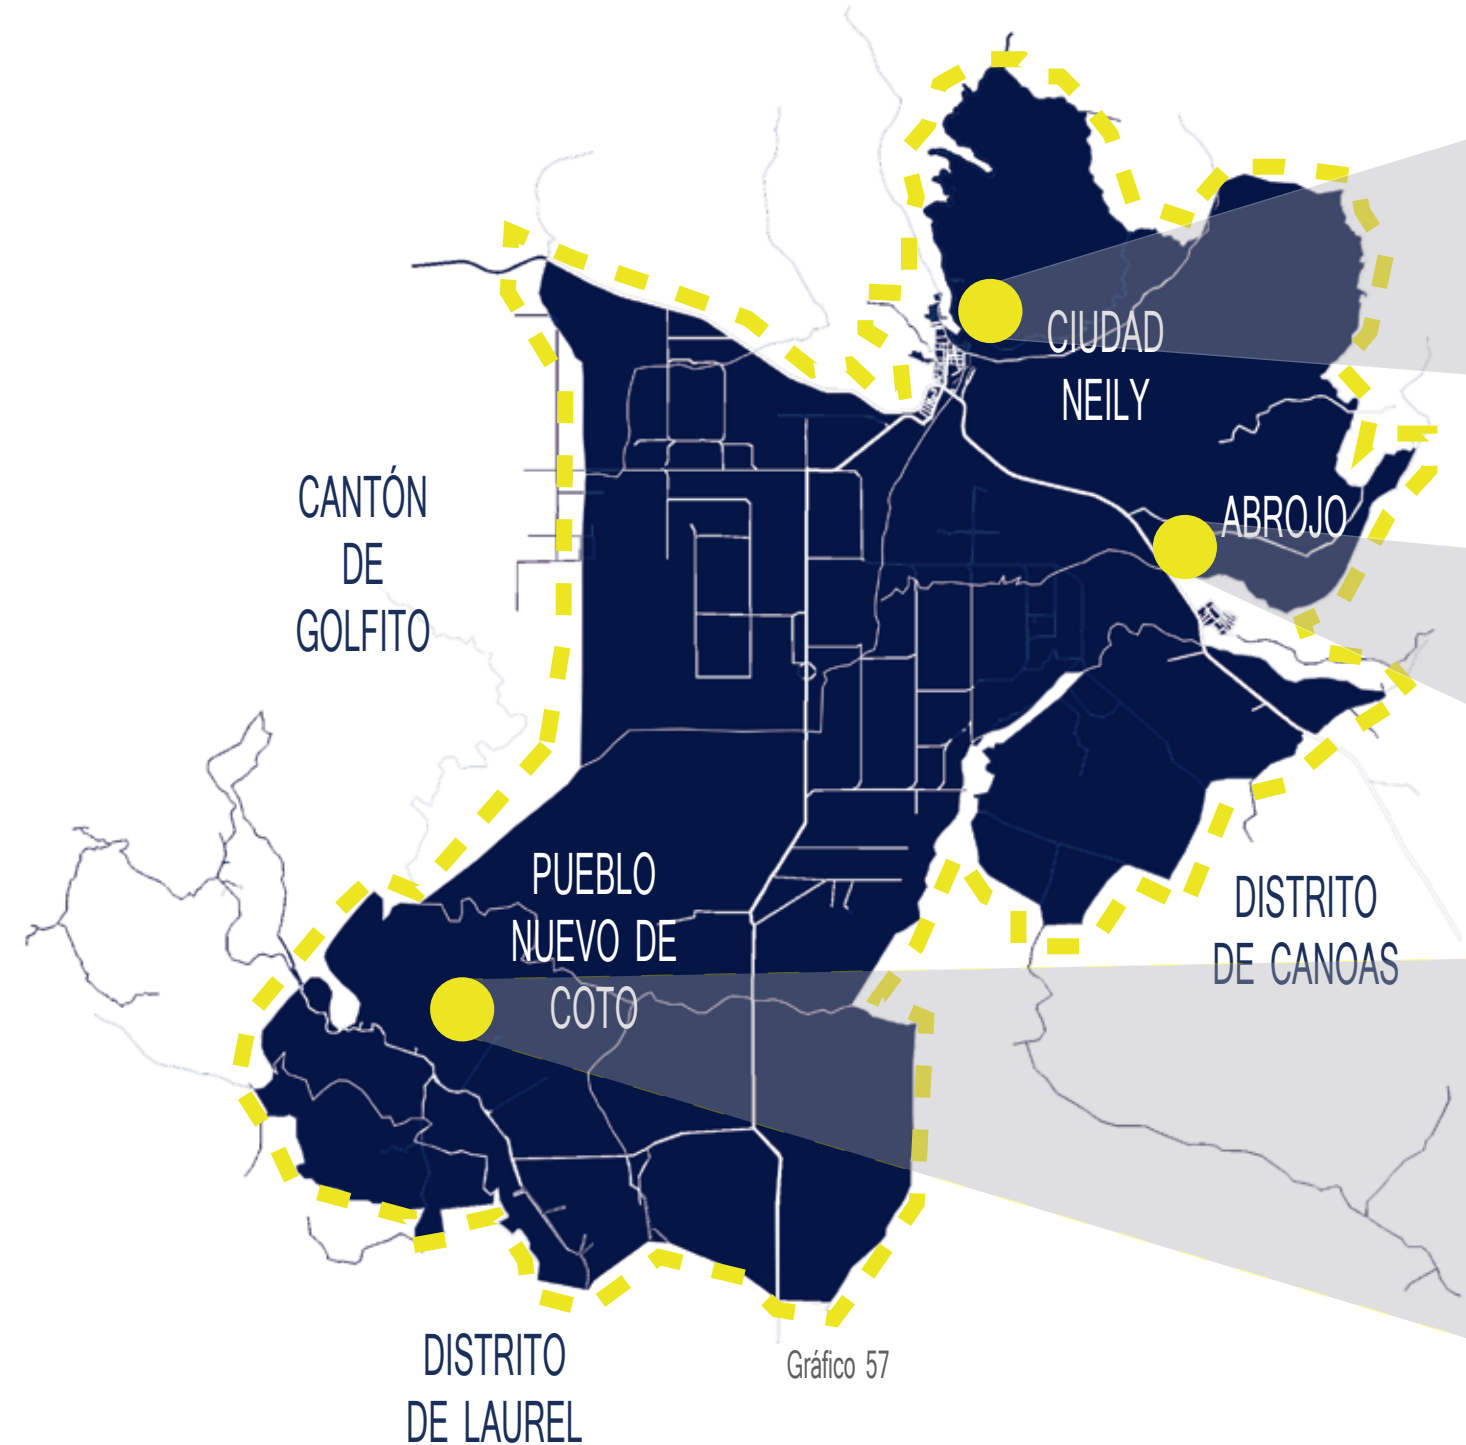 CIUDAD
NEILY
CANTÓN
DE
GOLFITO
ABROJO
PUEBLO
NUEVO DE
COTO
DISTRITO
DE CANOAS
DISTRITO
DE LAUREL
Gráfico 57